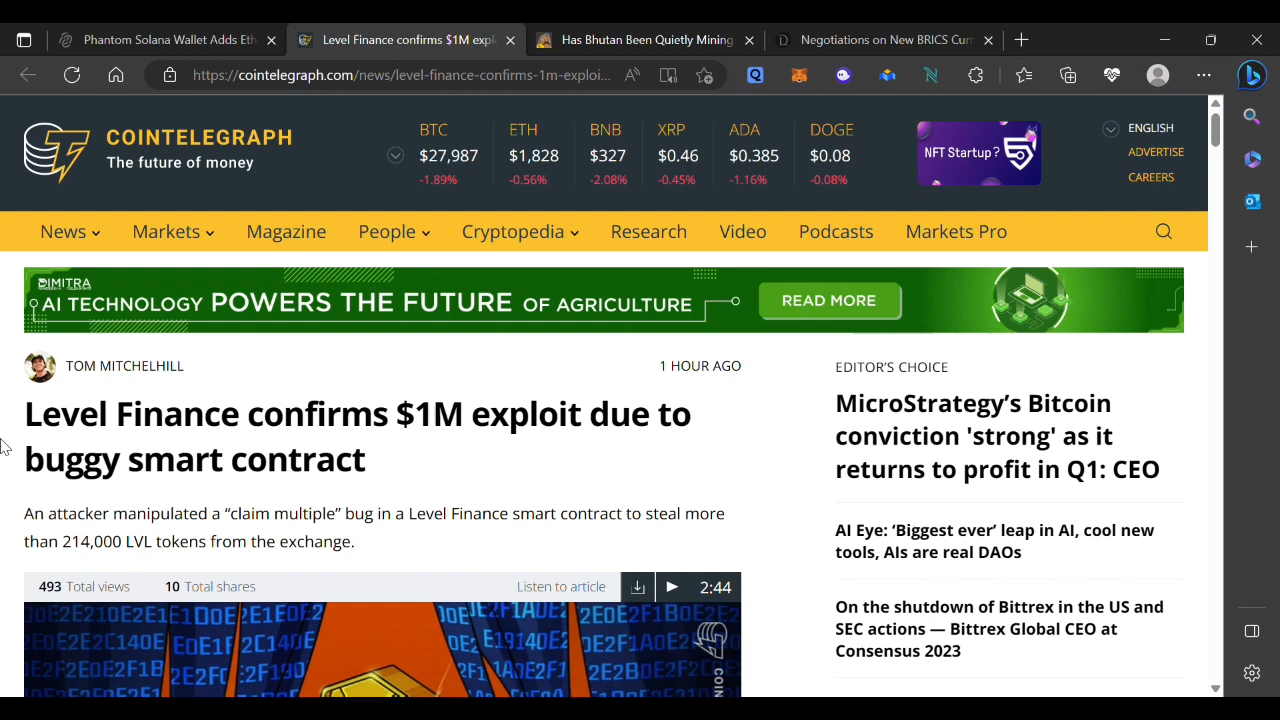 Phantom Solana Wallet Adds Eth
Level Finance confirms $1M expl
Has Bhutan Been Quietly Mining
Negotiations on New BRICS Curr
https://cointelegraph.com/news/level-finance-confirms-1m-exploi...
COINTELEGRAPH
The future of money
BTC ETH BNB XRP ADA DOGE
$27,987 $1,828 $327 $0.46 $0.385 $0.08
-1.89% -0.56% -2.08% -0.45% -1.16% -0.08%
NFT Startup?
Ad
ENGLISH
ADVERTISE
CAREERS
News Markets Magazine People Cryptopedia Research Video Podcasts Markets Pro
DIMITRA
AI TECHNOLOGY POWERS THE FUTURE OF AGRICULTURE
READ MORE
TOM MITCHELHILL
1 HOUR AGO
Level Finance confirms $1M exploit due to
buggy smart contract
An attacker manipulated a “claim multiple” bug in a Level Finance smart contract to steal more
than 214,000 LVL tokens from the exchange.
493 Total views 10 Total shares Listen to article 2:44
COIN
EDITOR'S CHOICE
MicroStrategy’s Bitcoin
conviction 'strong' as it
returns to profit in Q1: CEO
AI Eye: ‘Biggest ever’ leap in AI, cool new
tools, AIs are real DAOs
On the shutdown of Bittrex in the US and
SEC actions — Bittrex Global CEO at
Consensus 2023